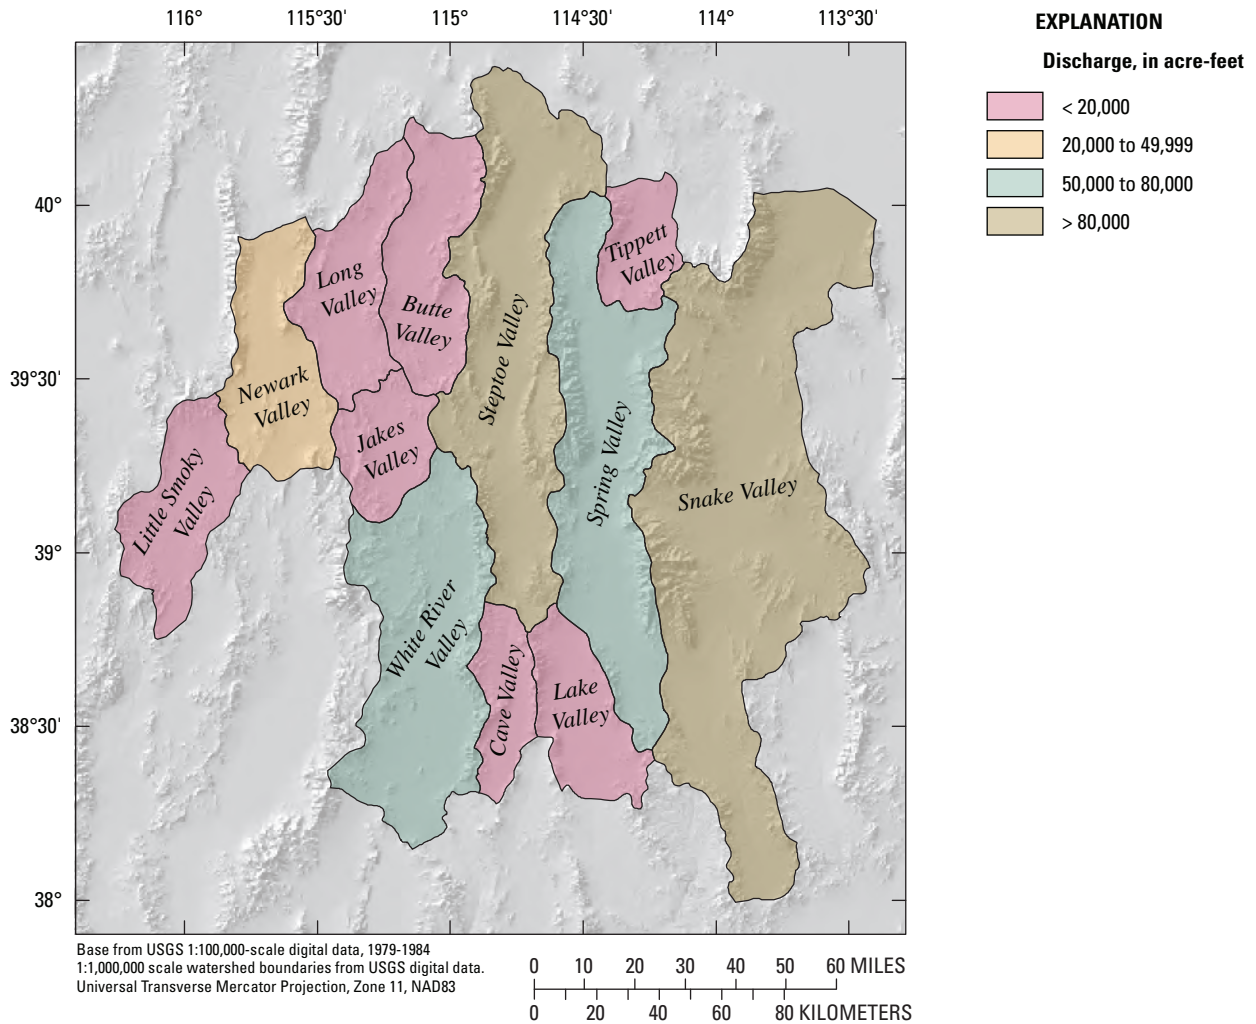 116°
115°30'
115°
114°30'
114°
113°30'
EXPLANATION
Discharge, in acre-feet
< 20,000
20,000 to 49,999
50,000 to 80,000
> 80,000
40°
39°30'
39°
38°30'
38°
Tippett
Valley
Long
Valley
Butte
Valley
Steptoe Valley
Newark
Valley
Jakes
Valley
Spring Valley
Snake Valley
Little Smoky
Valley
White River
Valley
Cave Valley
Lake
Valley
Base from USGS 1:100,000-scale digital data, 1979-1984
1:1,000,000 scale watershed boundaries from USGS digital data.
Universal Transverse Mercator Projection, Zone 11, NAD83
0 10 20 30 40 50 60 MILES
0 20 40 60 80 KILOMETERS